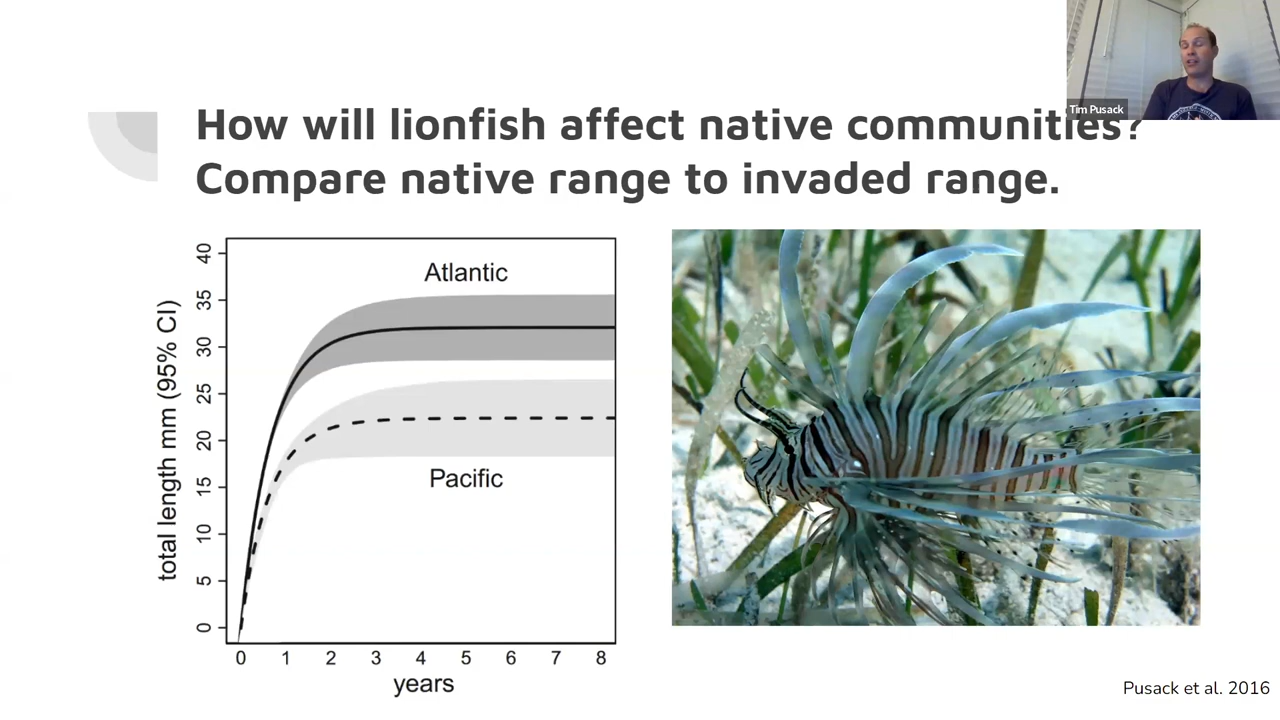 Tim Pusack
How will lionfish affect native communities?
Compare native range to invaded range.
total length mm (95% CI)
40
35
30
25
20
15
10
5
0
Atlantic
Pacific
0 1 2 3 4 5 6 7 8
years
Pusack et al. 2016